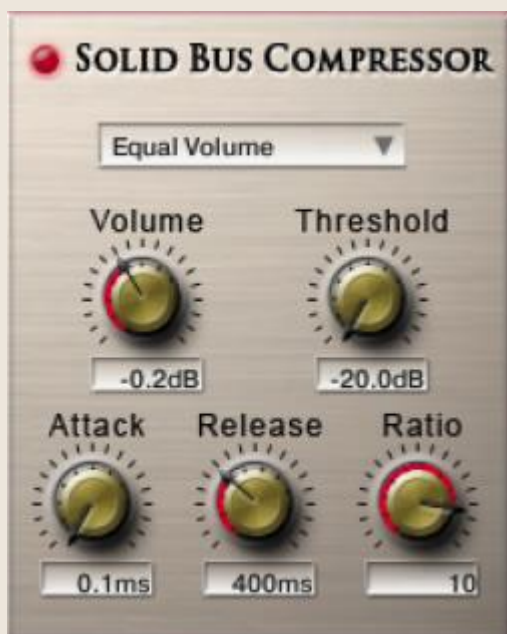 SOLID BUS COMPRESSOR
Equal Volume
Volume Threshold
-0.2dB -20.0dB
Attack Release Ratio
0.1ms 400ms 10